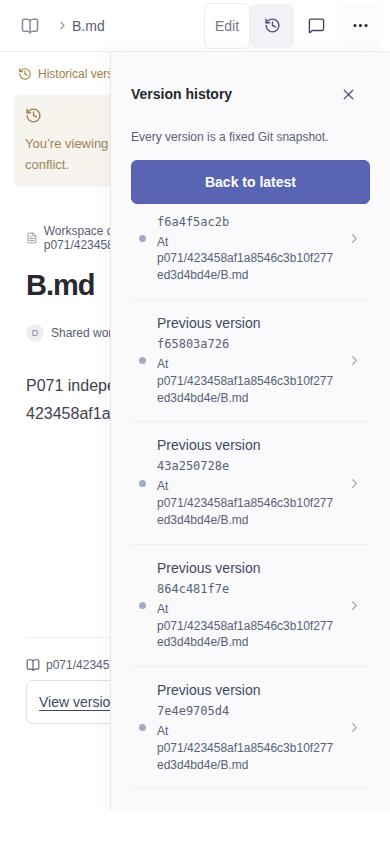 B.md
Edit
Historical vers
You're viewing
conflict.
Workspace d
p071/423458
B.md
D
Shared wor
P071 indepe
423458af1a
p071/42345
View versio
Version history
Every version is a fixed Git snapshot.
Back to latest
f6a4f5ac2b
At
p071/423458af1a8546c3b10f277
ed3d4bd4e/B.md
Previous version
f65803a726
At
p071/423458af1a8546c3b10f277
ed3d4bd4e/B.md
Previous version
43a250728e
At
p071/423458af1a8546c3b10f277
ed3d4bd4e/B.md
Previous version
864c481f7e
At
p071/423458af1a8546c3b10f277
ed3d4bd4e/B.md
Previous version
7e4e9705d4
At
p071/423458af1a8546c3b10f277
ed3d4bd4e/B.md